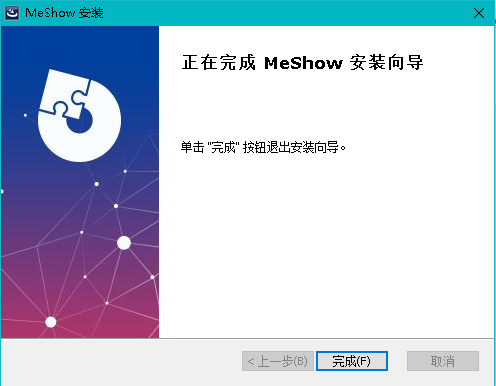 MeShow 安装
正在完成 MeShow 安装向导
单击 "完成" 按钮退出安装向导。
< 上一步(B)
完成(F)
取消